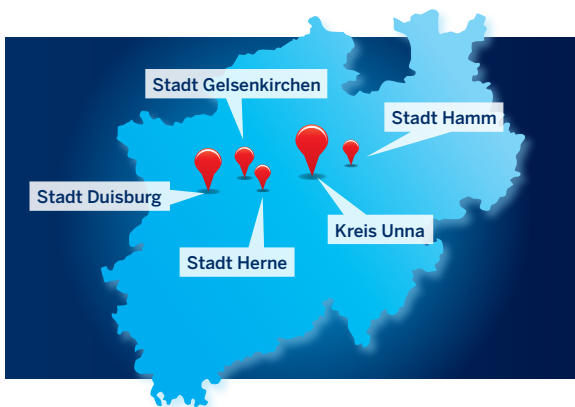 Stadt Gelsenkirchen
Stadt Hamm
Stadt Duisburg
Kreis Unna
Stadt Herne